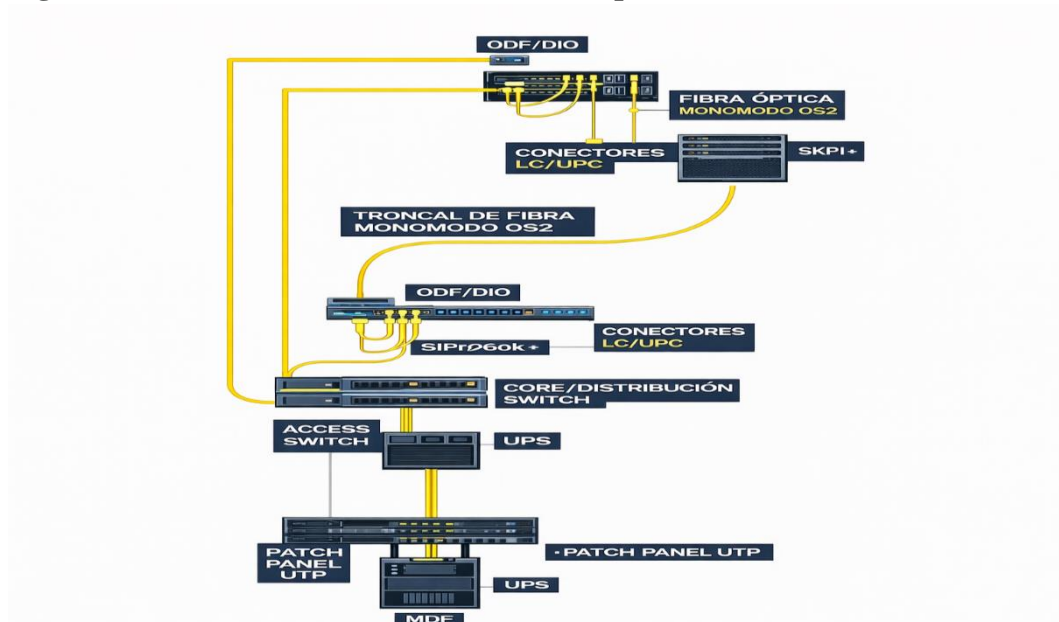 ODF/DIO
FIBRA ÓPTICA
MONOMODO OS2
CONECTORES
LC/UPC
SKPI+
TRONCAL DE FIBRA
MONOMODO OS2
ODF/DIO
CONECTORES
LC/UPC
CORE/DISTRIBUCIÓN
SWITCH
ACCESS
SWITCH
UPS
PATCH
PANEL
UTP
PATCH PANEL UTP
UPS
MDF